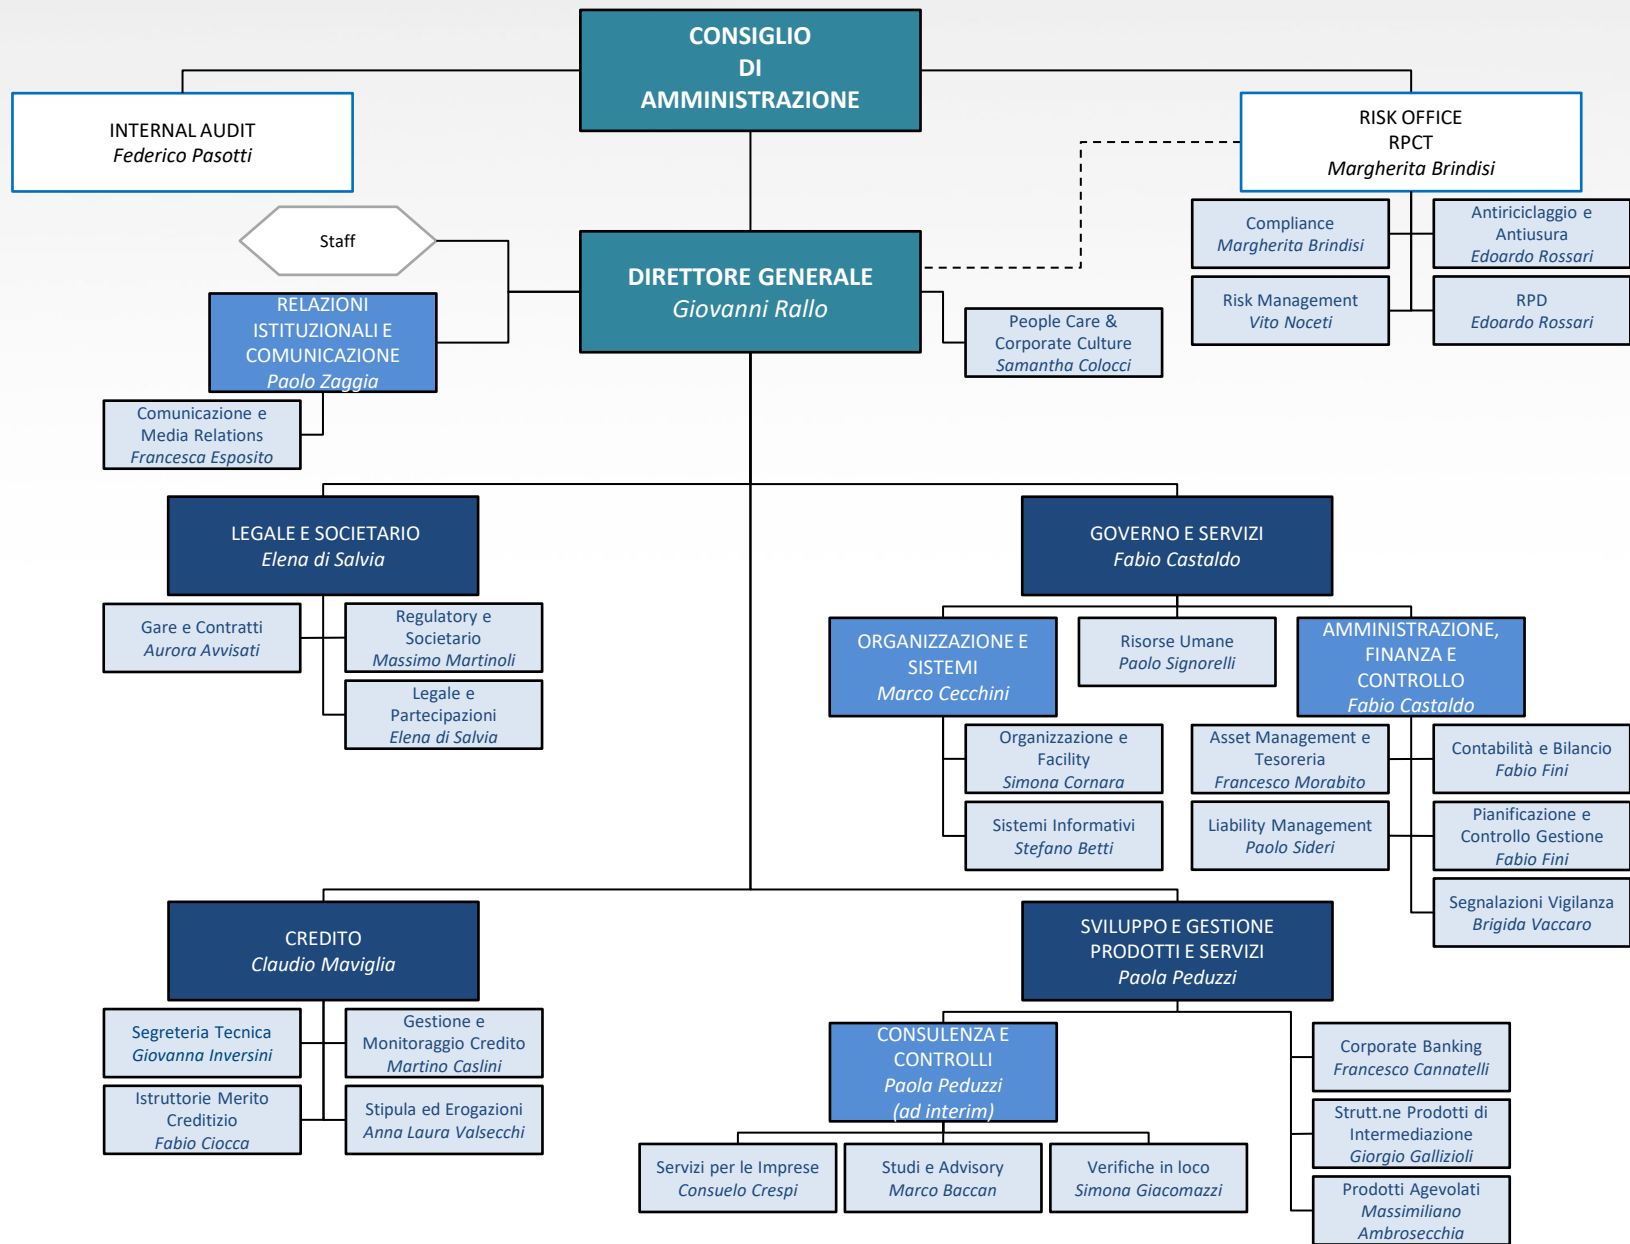 CONSIGLIO
DI
AMMINISTRAZIONE
INTERNAL AUDIT
Federico Pasotti
RISK OFFICE
RPCT
Margherita Brindisi
Compliance
Margherita Brindisi
Antiriciclaggio e
Antiusura
Edoardo Rossari
Risk Management
Vito Noceti
RPD
Edoardo Rossari
Staff
DIRETTORE GENERALE
Giovanni Rallo
RELAZIONI
ISTITUZIONALI E
COMUNICAZIONE
Paolo Zaggia
People Care &
Corporate Culture
Samantha Colocci
Comunicazione e
Media Relations
Francesca Esposito
LEGALE E SOCIETARIO
Elena di Salvia
Gare e Contratti
Aurora Avvisati
Regulatory e
Societario
Massimo Martinoli
Legale e
Partecipazioni
Elena di Salvia
GOVERNO E SERVIZI
Fabio Castaldo
ORGANIZZAZIONE E
SISTEMI
Marco Cecchini
Risorse Umane
Paolo Signorelli
AMMINISTRAZIONE,
FINANZA E
CONTROLLO
Fabio Castaldo
Organizzazione e
Facility
Simona Cornara
Sistemi Informativi
Stefano Betti
Asset Management e
Tesoreria
Francesco Morabito
Contabilità e Bilancio
Fabio Fini
Liability Management
Paolo Sideri
Pianificazione e
Controllo Gestione
Fabio Fini
Segnalazioni Vigilanza
Brigida Vaccaro
CREDITO
Claudio Maviglia
Segreteria Tecnica
Giovanna Inversini
Gestione e
Monitoraggio Credito
Martino Caslini
Istruttorie Merito
Creditizio
Fabio Ciocca
Stipula ed Erogazioni
Anna Laura Valsecchi
SVILUPPO E GESTIONE
PRODOTTI E SERVIZI
Paola Peduzzi
CONSULENZA E
CONTROLLI
Paola Peduzzi
(ad interim)
Servizi per le Imprese
Consuelo Crespi
Studi e Advisory
Marco Baccan
Verifiche in loco
Simona Giacomazzi
Corporate Banking
Francesco Cannatelli
Strutt.ne Prodotti di
Intermediazione
Giorgio Gallizioli
Prodotti Agevolati
Massimiliano
Ambrosecchia